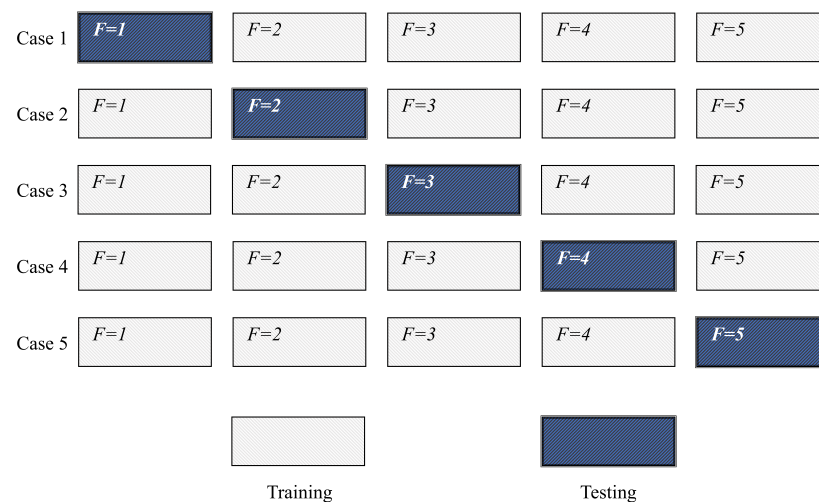 Case 1 F=1 F=2 F=3 F=4 F=5
Case 2 F=1 F=2 F=3 F=4 F=5
Case 3 F=1 F=2 F=3 F=4 F=5
Case 4 F=1 F=2 F=3 F=4 F=5
Case 5 F=1 F=2 F=3 F=4 F=5
Training Testing